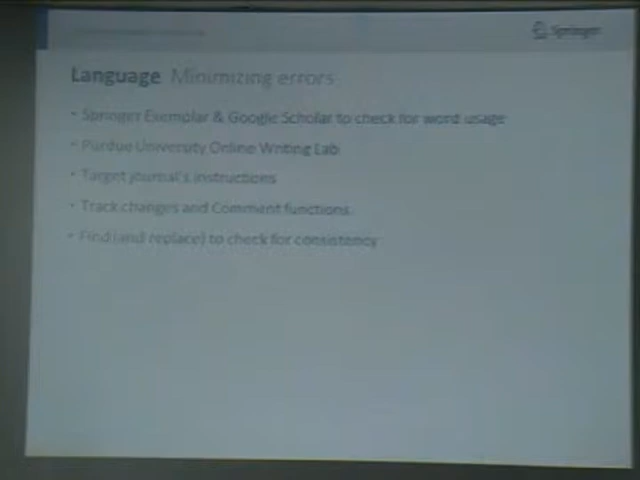 Springer
Language Minimizing errors
• Springer Exemplar & Google Scholar to check for word usage
• Purdue University Online Writing Lab
• Target journal's instructions
• Track changes and Comment functions
• Find (and replace) to check for consistency